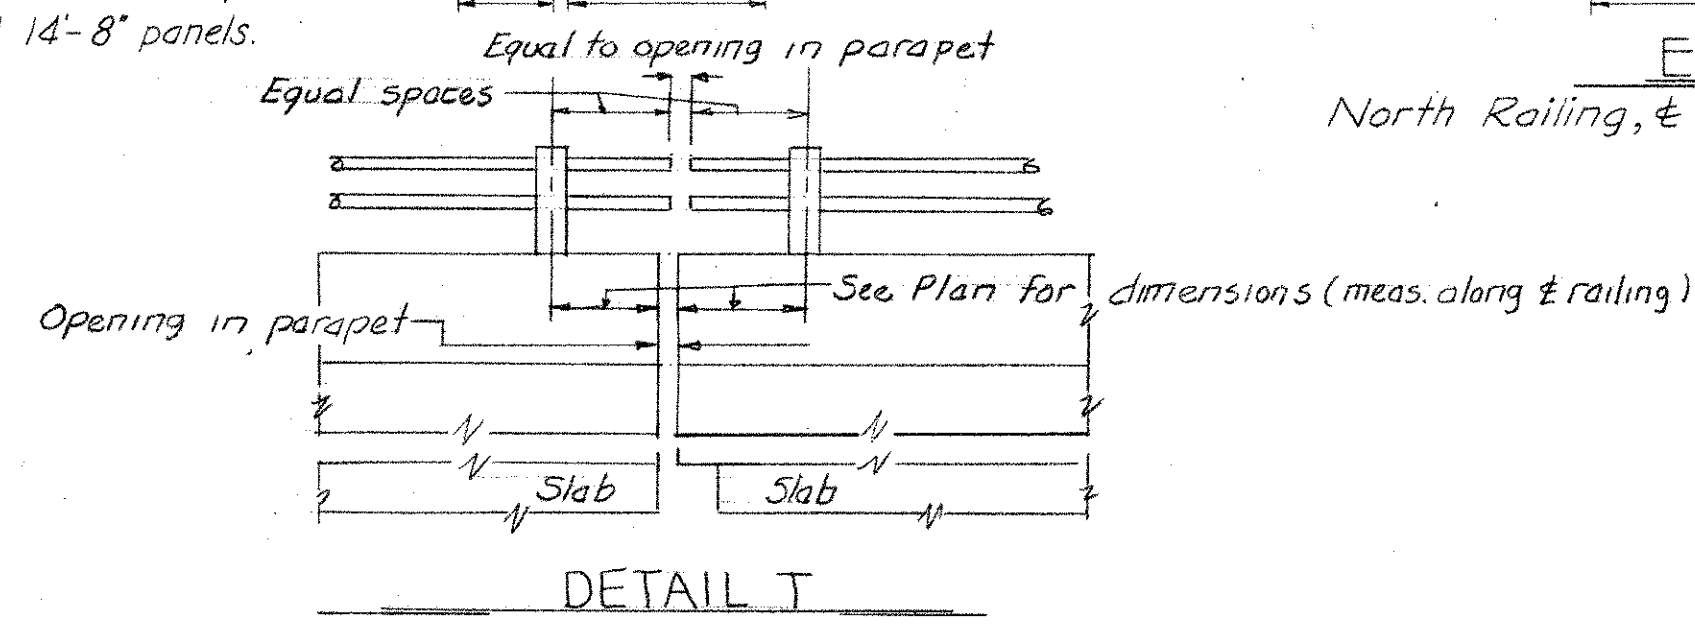 14'-8" panels.
Equal to opening in parapet
Equal spaces
E
North Railing, ℄
See Plan for dimensions (meas. along ℄ railing)
Opening in parapet
Slab
Slab
DETAIL T